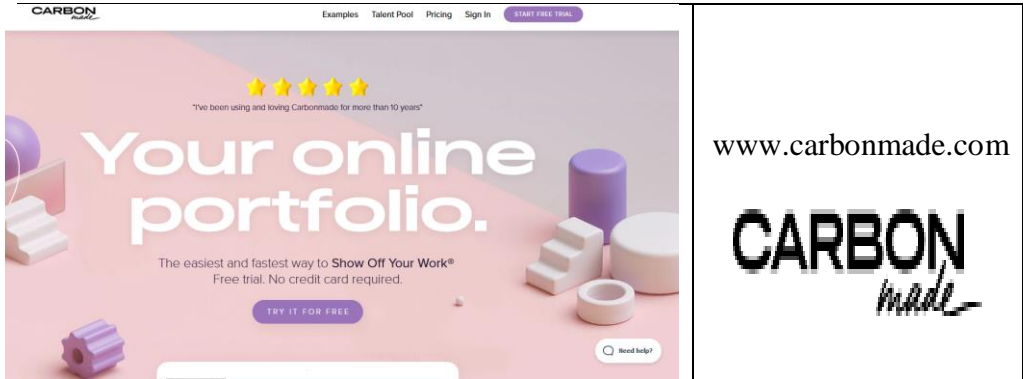 CARBON
made
Examples Talent Pool Pricing Sign In START FREE TRIAL
"I've been using and loving Carbonmade for more than 10 years"
Your online
portfolio.
The easiest and fastest way to Show Off Your Work®
Free trial. No credit card required.
TRY IT FOR FREE
Need help?
www.carbonmade.com
CARBON
made